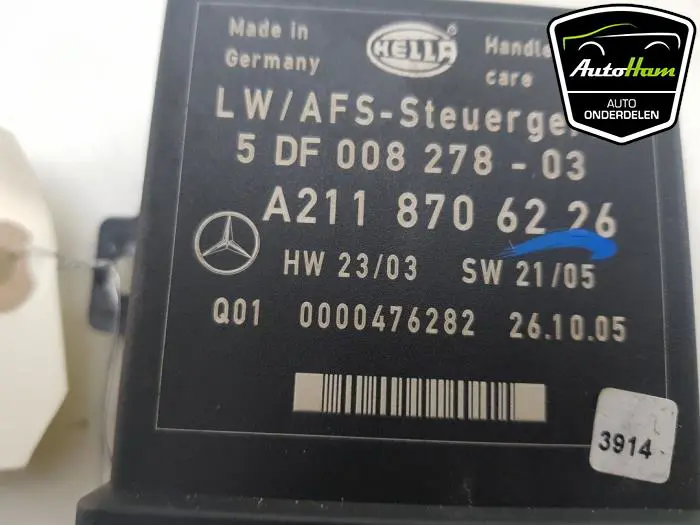 Made in
Germany
HELLA
Handle
care
LW/AFS-Steuerge
5 DF 008 278 - 03
A211 870 62 26
HW 23/03 SW 21/05
Q01 0000476282 26.10.05
3914
AutoHam
AUTO
ONDERDELEN